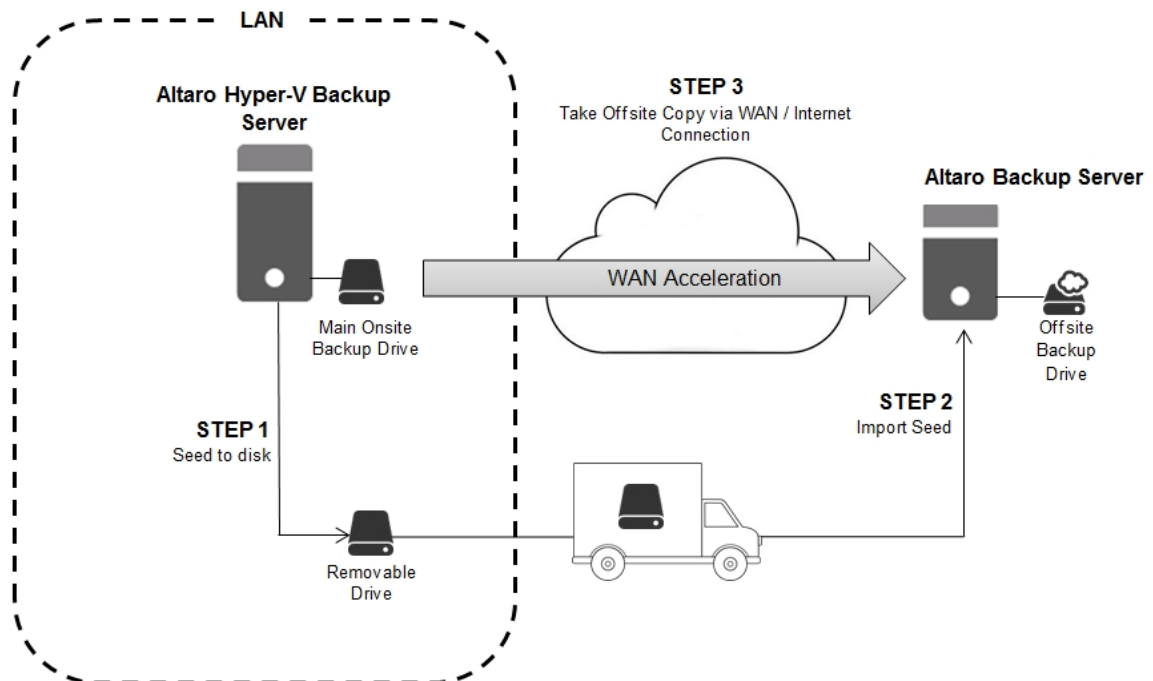 LAN
Altaro Hyper-V Backup
Server
Main Onsite
Backup Drive
STEP 1
Seed to disk
Removable
Drive
STEP 3
Take Offsite Copy via WAN / Internet
Connection
WAN Acceleration
Altaro Backup Server
Offsite
Backup
Drive
STEP 2
Import Seed